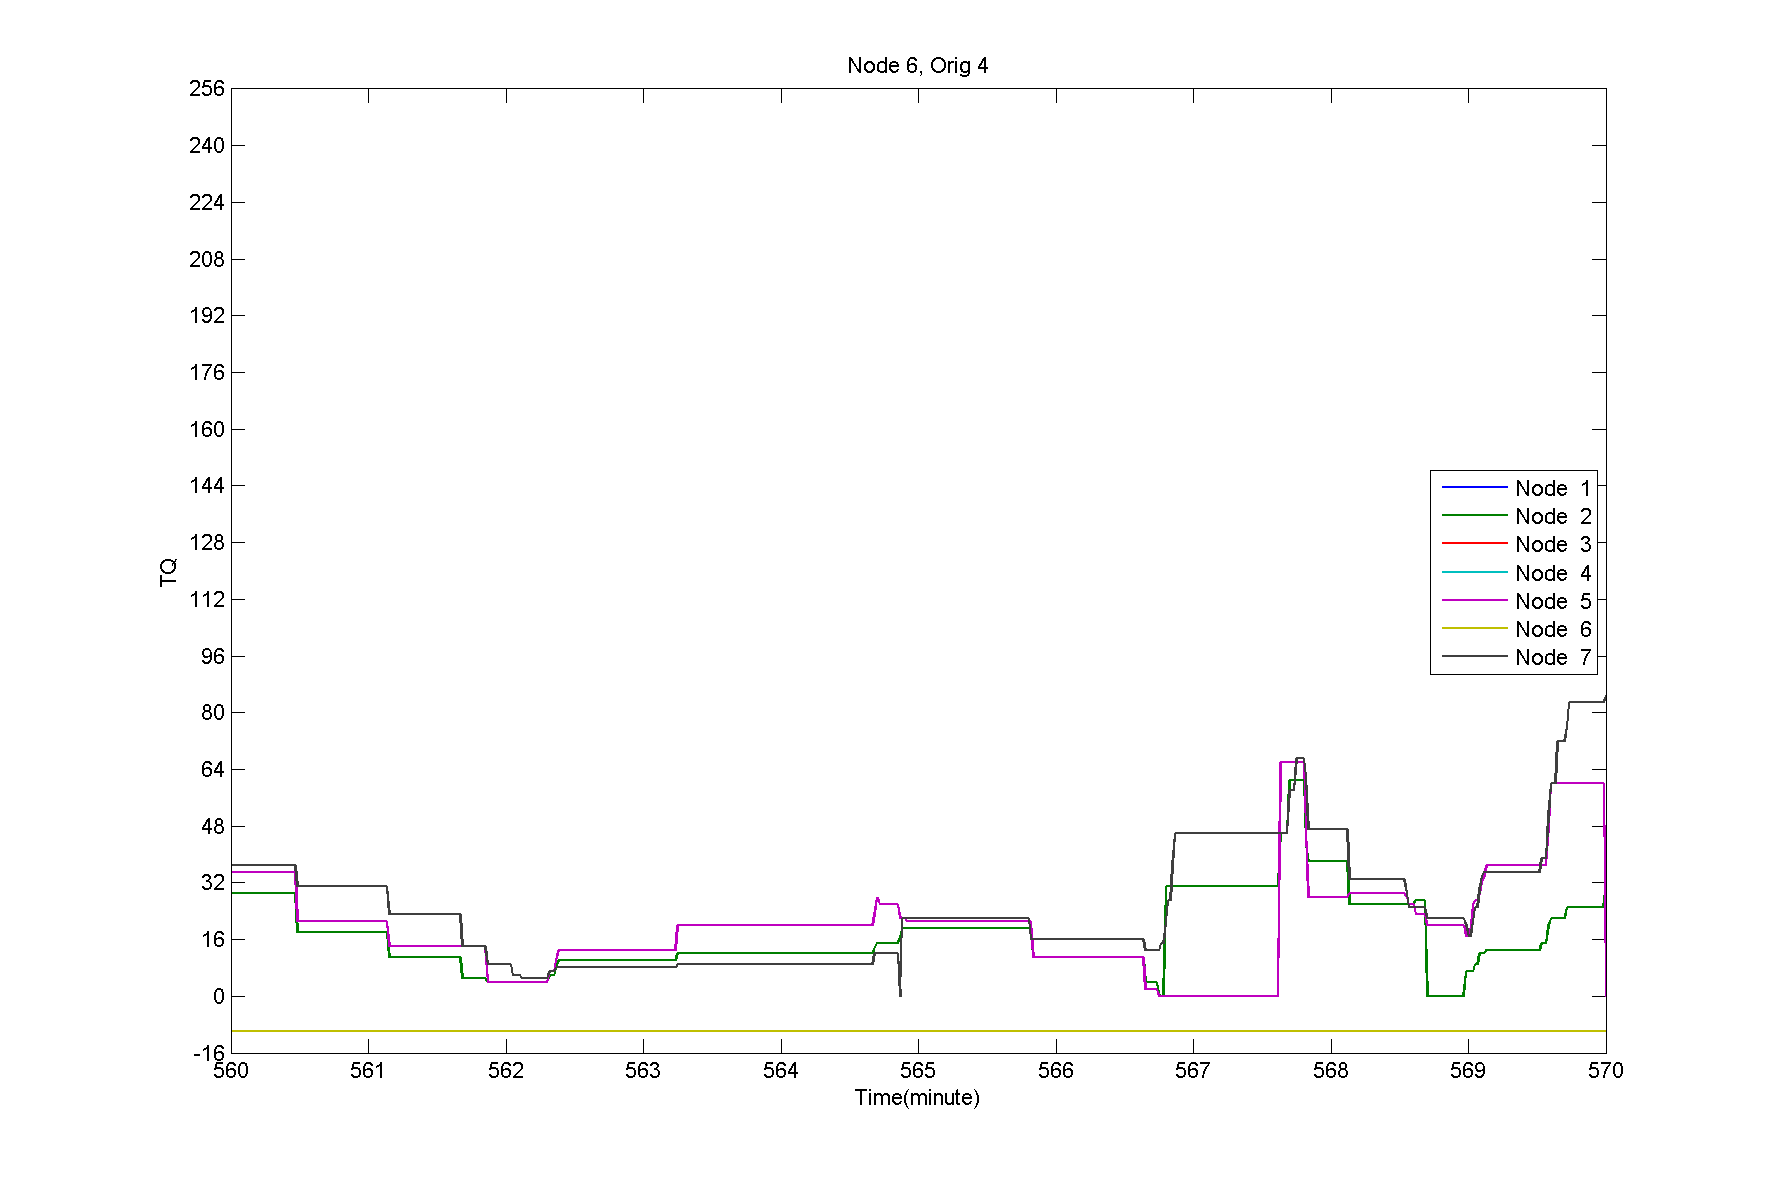 Node 6, Orig 4
256
240
224
208
192
176
160
144
128
112
96
80
64
48
32
16
0
-16
TQ
Node 1
Node 2
Node 3
Node 4
Node 5
Node 6
Node 7
560 561 562 563 564 565 566 567 568 569 570
Time(minute)